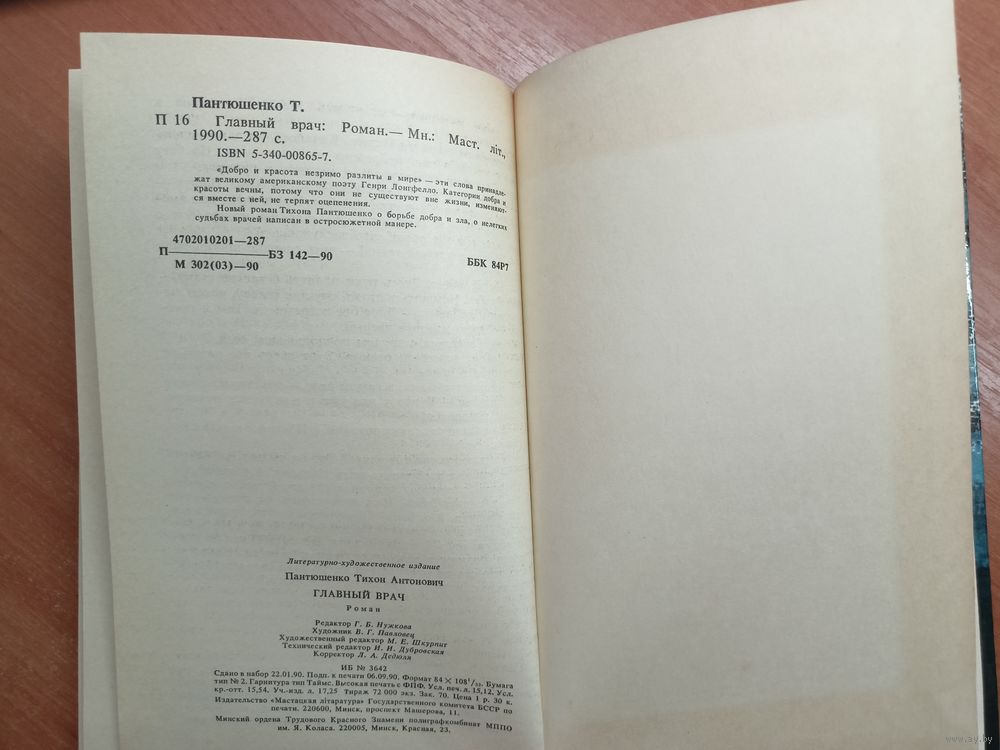 Пантюшенко Т.
П 16 Главный врач: Роман.— Мн.: Маст. літ.,
1990.—287 с.
ISBN 5-340-00865-7.
«Добро и красота незримо разлиты в мире» — эти слова принадле-
жат великому американскому поэту Генри Лонгфелло. Категории добра и
красоты вечны, потому что они не существуют вне жизни, изменяют-
ся вместе с ней, не терпят оцепенения.
Новый роман Тихона Пантюшенко о борьбе добра и зла, о нелегких
судьбах врачей написан в остросюжетной манере.
4702010201—287
П————БЗ 142—90
М 302(03)—90
ББК 84Р7
Литературно-художественное издание
Пантюшенко Тихон Антонович
ГЛАВНЫЙ ВРАЧ
Роман
Редактор Г. Б. Нужкова
Художник В. Г. Павловец
Художественный редактор М. Е. Шкурпит
Технический редактор И. И. Дубровская
Корректор Л. А. Дедюля
ИБ № 3642
Сдано в набор 22.01.90. Подп. к печати 06.09.90. Формат 84×108¹/₃₂. Бумага
тип № 2. Гарнитура тип Таймс. Высокая печать с ФПФ. Усл. печ. л. 15,12. Усл.
кр.-отт. 15,54. Уч.-изд. л. 17,25 Тираж 72 000 экз. Зак. 70. Цена 1 р. 30 к.
Издательство «Мастацкая літаратура» Государственного комитета БССР по
печати. 220600, Минск, проспект Машерова, 11.
Минский ордена Трудового Красного Знамени полиграфкомбинат МППО
им. Я. Коласа. 220005, Минск, Красная, 23.
www.ay.by